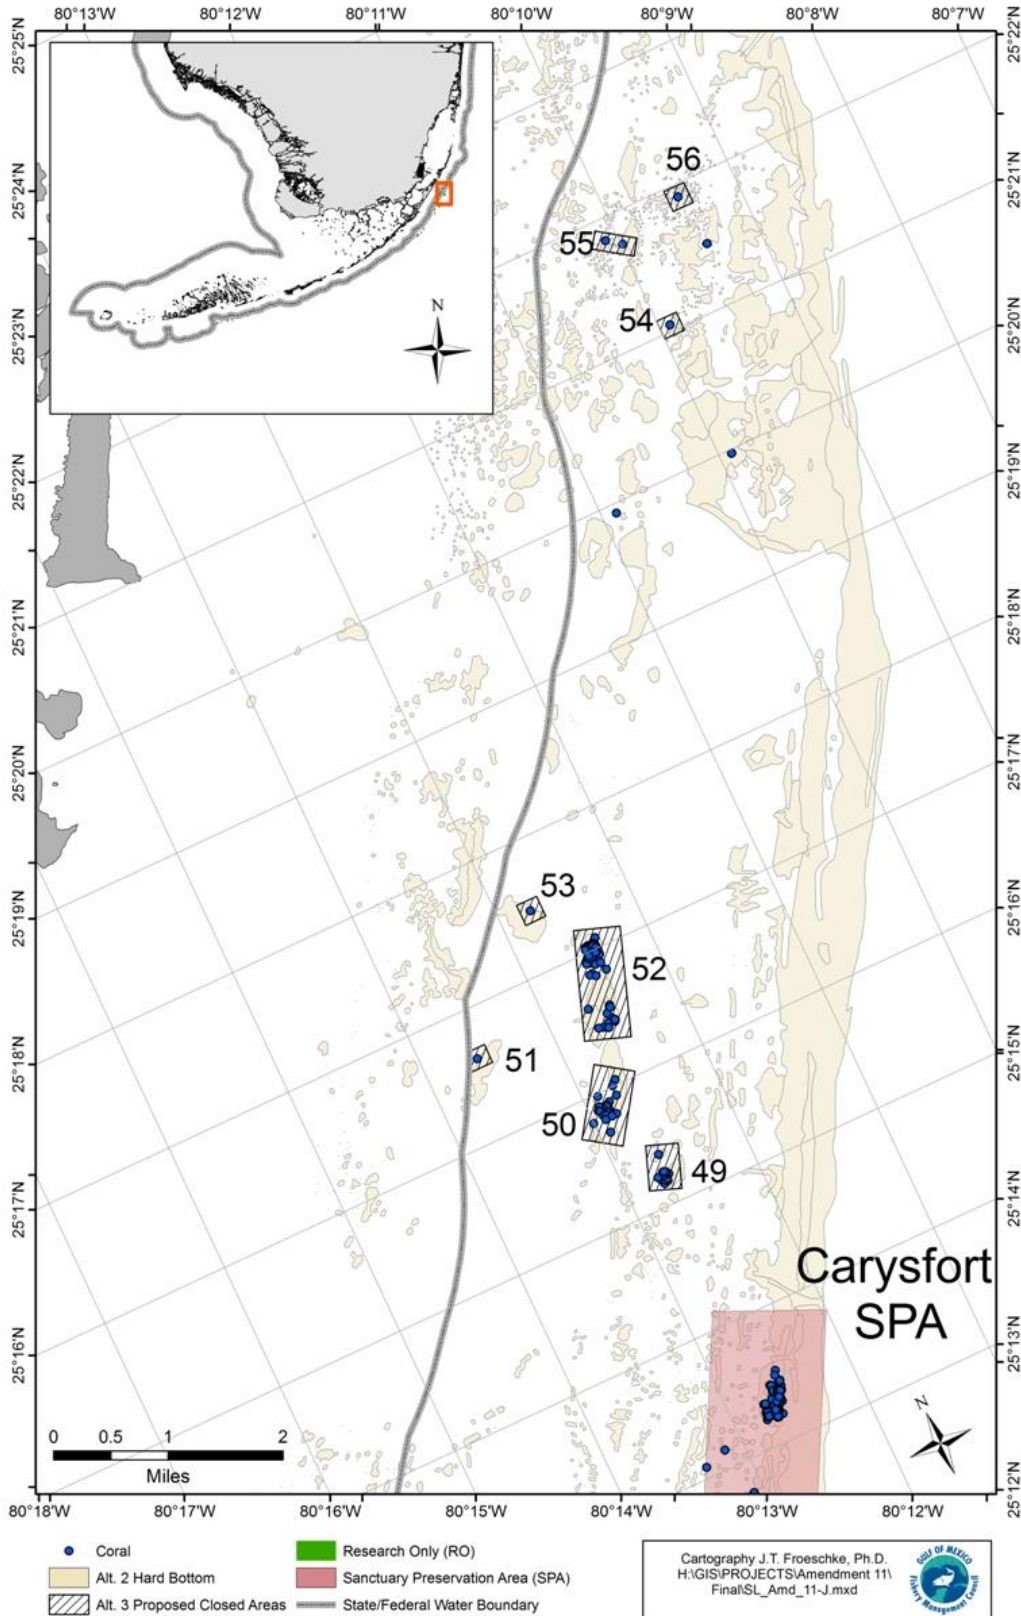 80°13'W 80°12'W 80°11'W 80°10'W 80°9'W 80°8'W 80°7'W
25°25'N
25°24'N
25°23'N
25°22'N
25°21'N
25°20'N
25°19'N
25°18'N
25°17'N
25°16'N
25°22'N
25°21'N
25°20'N
25°19'N
25°18'N
25°17'N
25°16'N
25°15'N
25°14'N
25°13'N
25°12'N
N
56
55
54
53
52
51
50
49
Carysfort
SPA
N
0 0.5 1 2
Miles
80°18'W 80°17'W 80°16'W 80°15'W 80°14'W 80°13'W 80°12'W
Coral
Alt. 2 Hard Bottom
Alt. 3 Proposed Closed Areas
Research Only (RO)
Sanctuary Preservation Area (SPA)
State/Federal Water Boundary
Cartography J.T. Froeschke, Ph.D.
H:\GIS\PROJECTS\Amendment 11\
Final\SL_Amd_11-J.mxd
GULF OF MEXICO
Fishery Management Council